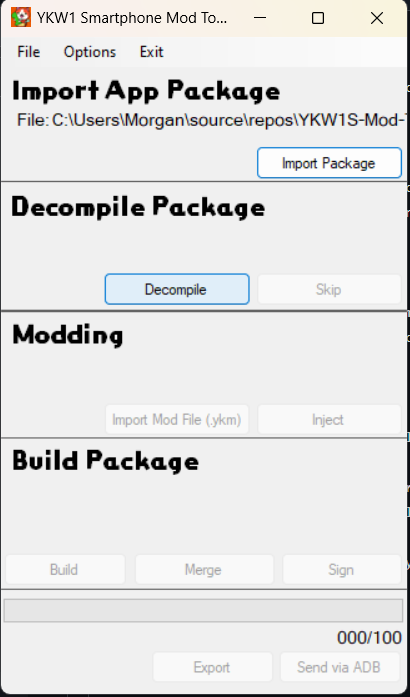 YKW1 Smartphone Mod To...
File Options Exit
Import App Package
File: C:\Users\Morgan\source\repos\YKW1S-Mod-
Import Package
Decompile Package
Decompile Skip
Modding
Import Mod File (.ykm) Inject
Build Package
Build Merge Sign
000/100
Export Send via ADB